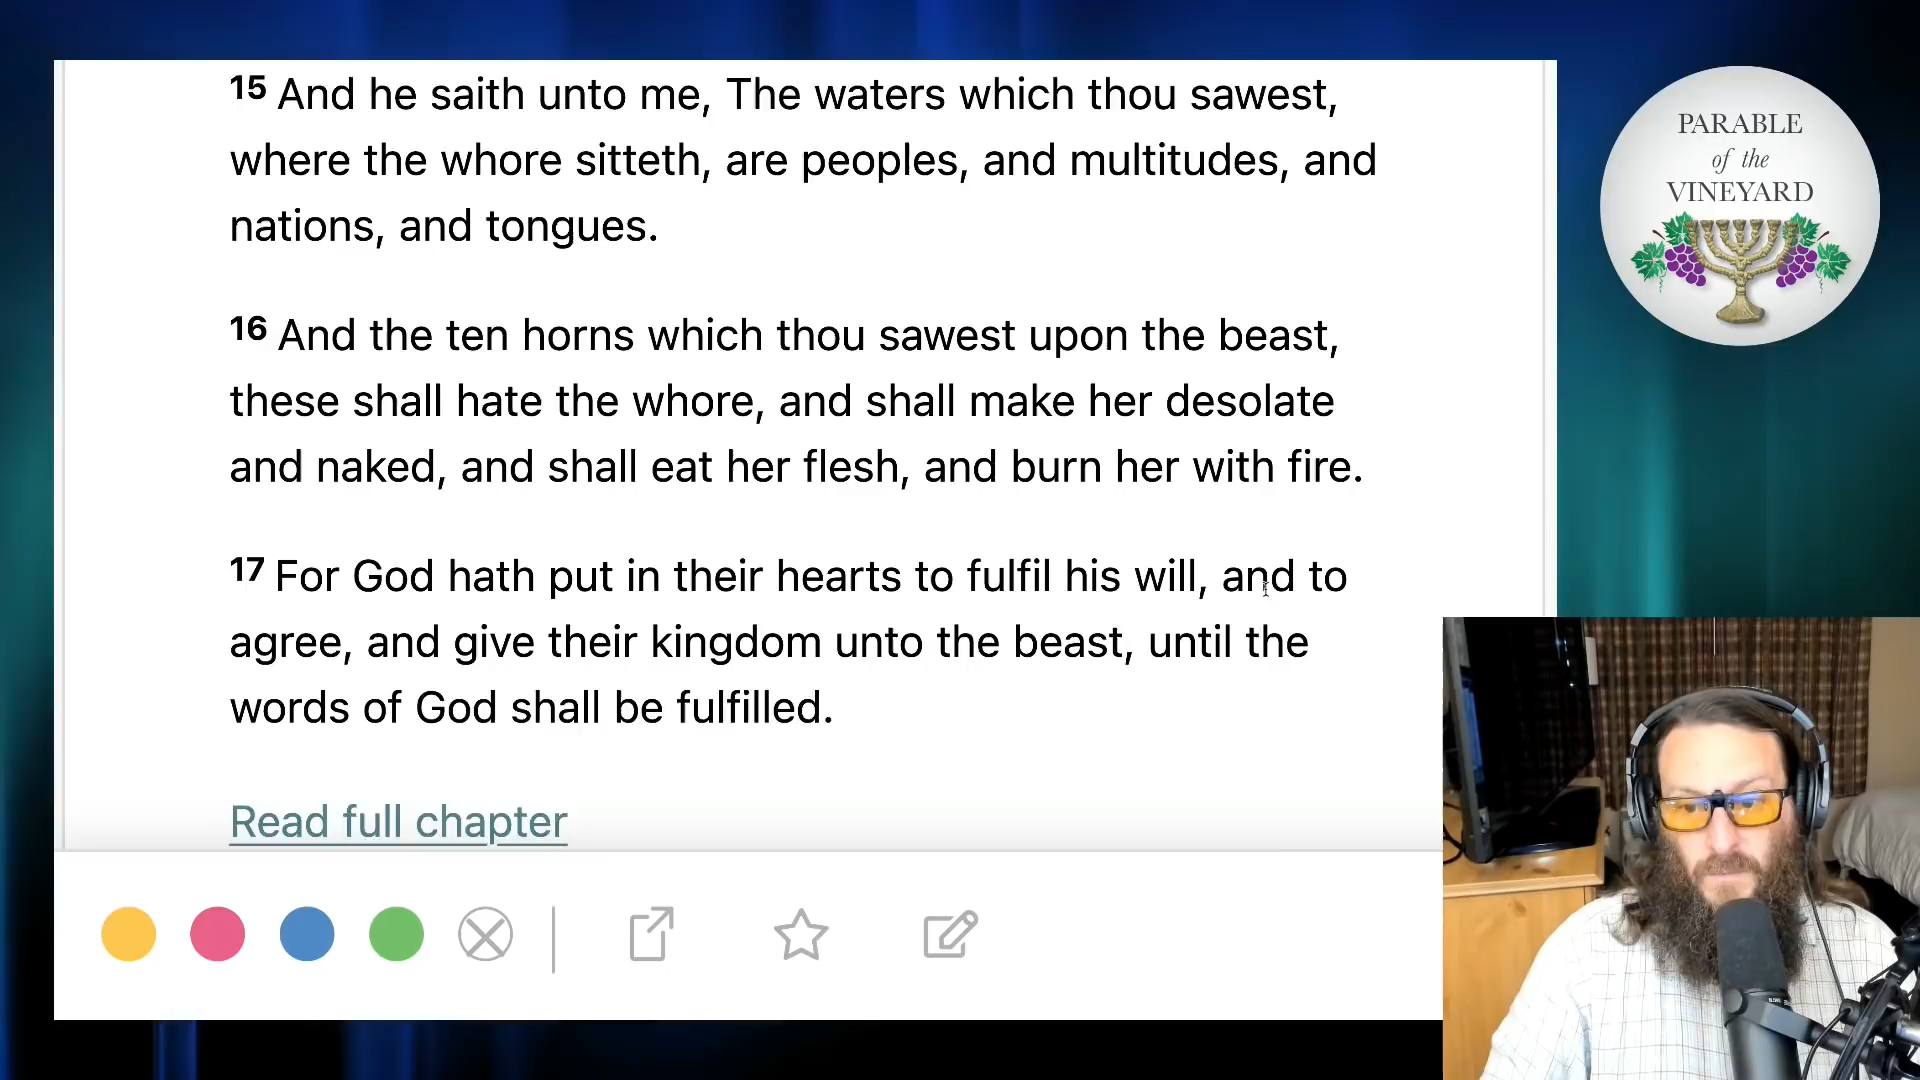 15 And he saith unto me, The waters which thou sawest,
where the whore sitteth, are peoples, and multitudes, and
nations, and tongues.
16 And the ten horns which thou sawest upon the beast,
these shall hate the whore, and shall make her desolate
and naked, and shall eat her flesh, and burn her with fire.
17 For God hath put in their hearts to fulfil his will, and to
agree, and give their kingdom unto the beast, until the
words of God shall be fulfilled.
Read full chapter
PARABLE
of the
VINEYARD